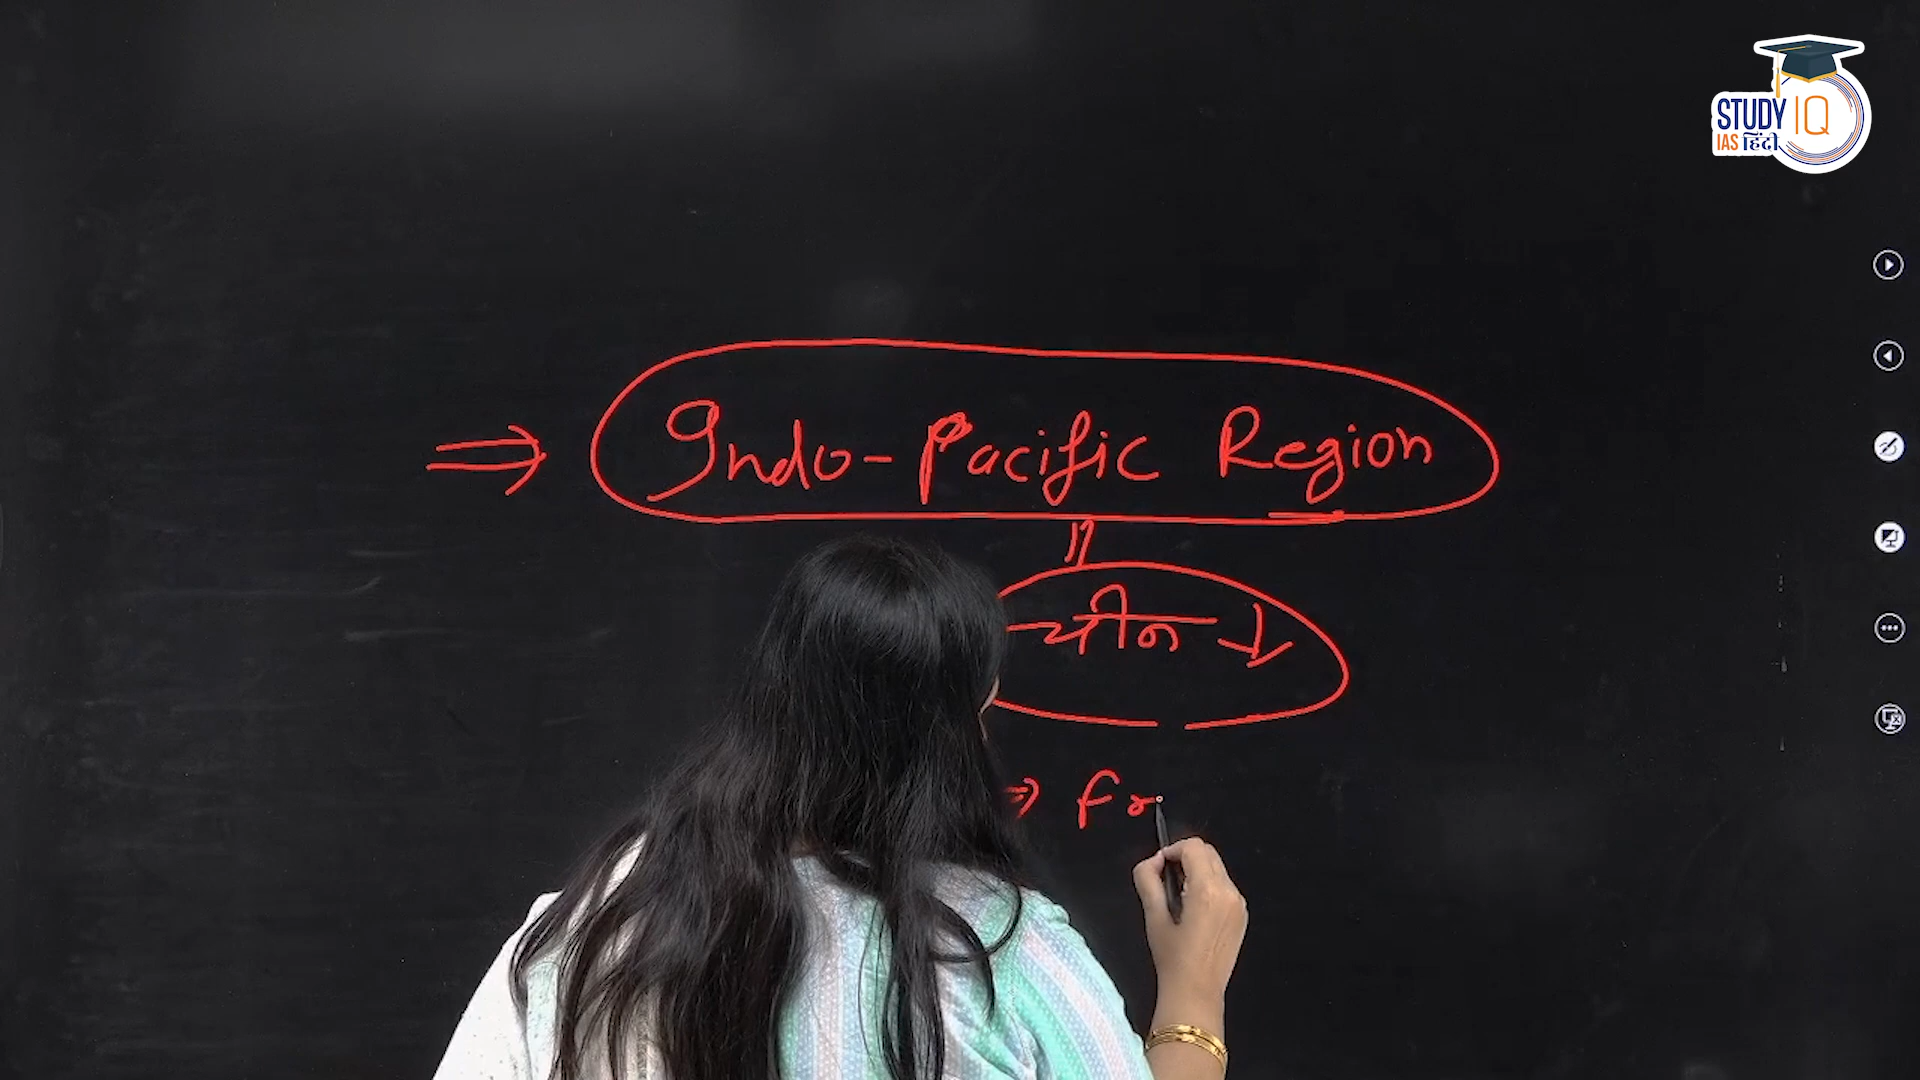 STUDY IQ
IAS हिंदी
⇒ Indo-Pacific Region
चीन ↓
⇒ Fr